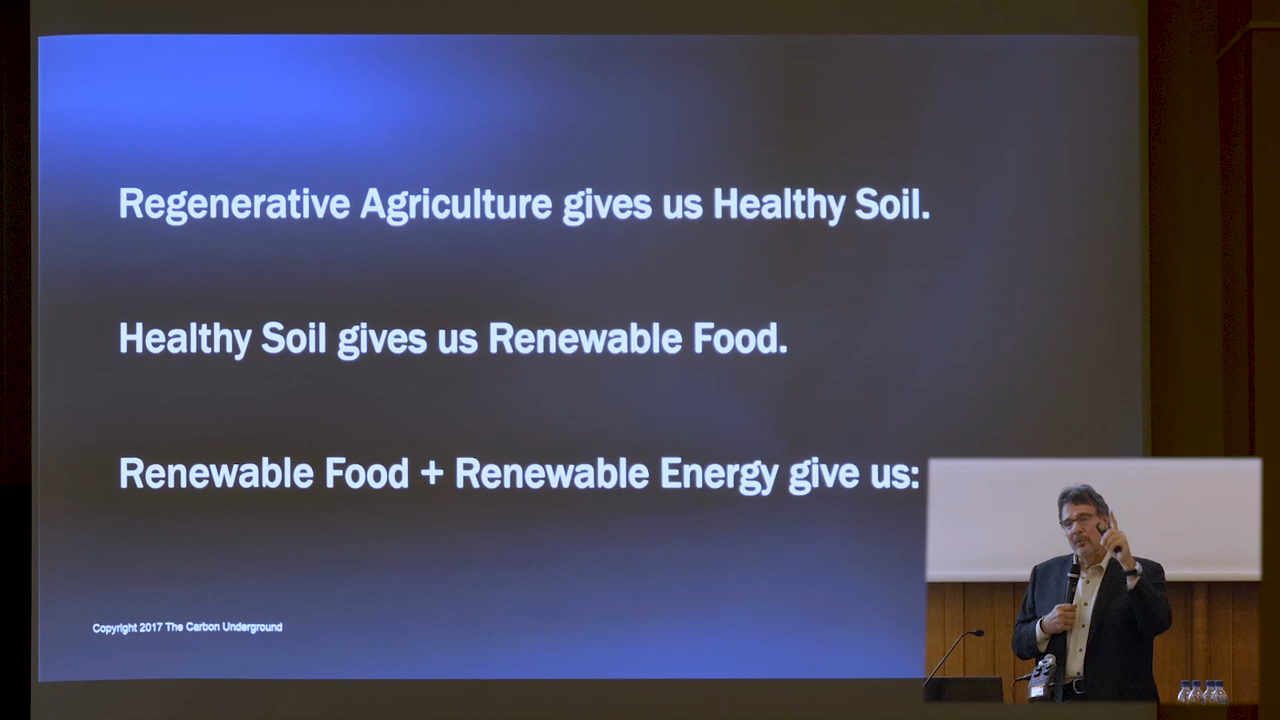 Regenerative Agriculture gives us Healthy Soil.
Healthy Soil gives us Renewable Food.
Renewable Food + Renewable Energy give us:
Copyright 2017 The Carbon Underground